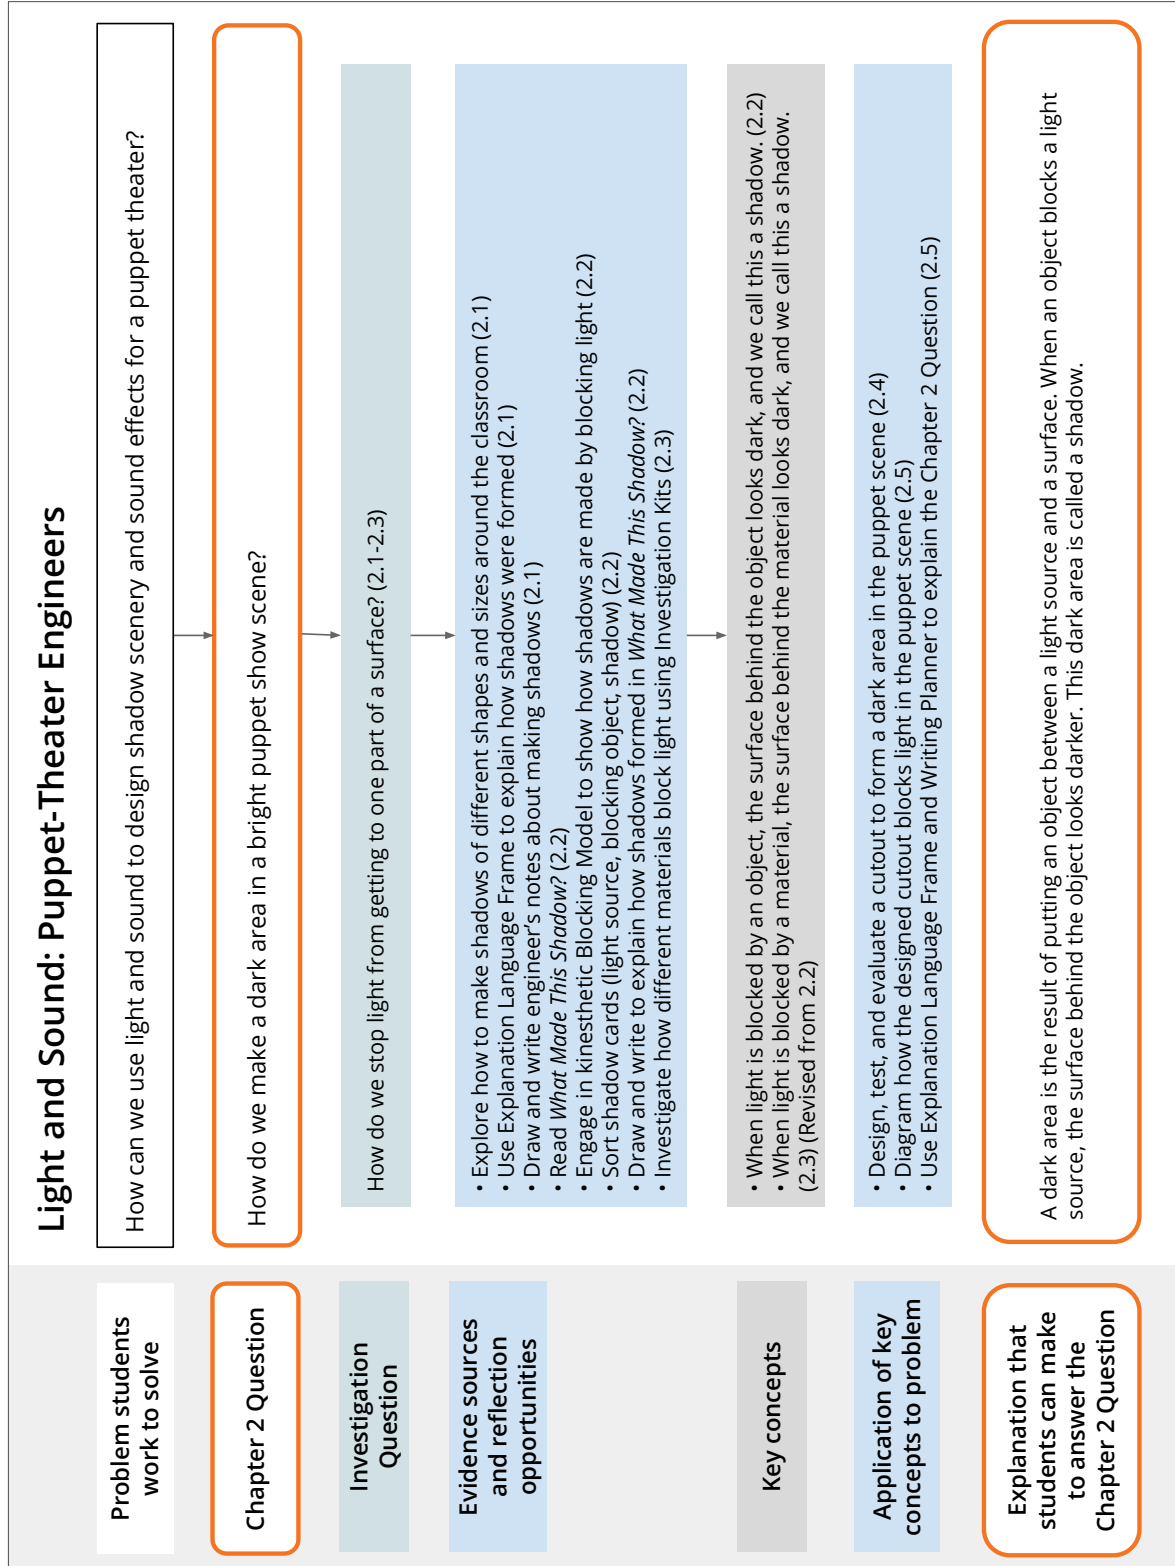 Light and Sound: Puppet-Theater Engineers
Problem students
work to solve
How can we use light and sound to design shadow scenery and sound effects for a puppet theater?
Chapter 2 Question
How do we make a dark area in a bright puppet show scene?
Investigation
Question
How do we stop light from getting to one part of a surface? (2.1-2.3)
Evidence sources
and reflection
opportunities
• Explore how to make shadows of different shapes and sizes around the classroom (2.1)
• Use Explanation Language Frame to explain how shadows were formed (2.1)
• Draw and write engineer's notes about making shadows (2.1)
• Read What Made This Shadow? (2.2)
• Engage in kinesthetic Blocking Model to show how shadows are made by blocking light (2.2)
• Sort shadow cards (light source, blocking object, shadow) (2.2)
• Draw and write to explain how shadows formed in What Made This Shadow? (2.2)
• Investigate how different materials block light using Investigation Kits (2.3)
Key concepts
• When light is blocked by an object, the surface behind the object looks dark, and we call this a shadow. (2.2)
• When light is blocked by a material, the surface behind the material looks dark, and we call this a shadow.
(2.3) (Revised from 2.2)
Application of key
concepts to problem
• Design, test, and evaluate a cutout to form a dark area in the puppet scene (2.4)
• Diagram how the designed cutout blocks light in the puppet scene (2.5)
• Use Explanation Language Frame and Writing Planner to explain the Chapter 2 Question (2.5)
Explanation that
students can make
to answer the
Chapter 2 Question
A dark area is the result of putting an object between a light source and a surface. When an object blocks a light
source, the surface behind the object looks darker. This dark area is called a shadow.